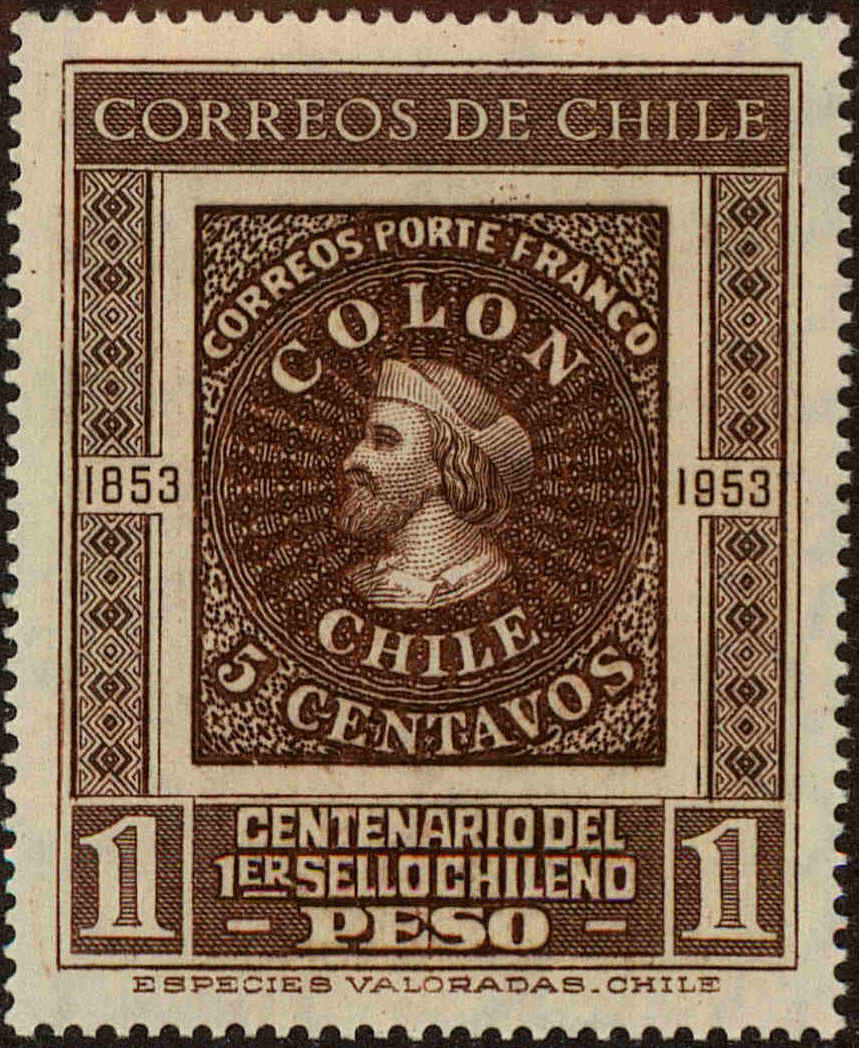 CORREOS DE CHILE
CORREOS PORTE FRANCO
COLON
1853
1953
CHILE
5 CENTAVOS
1
CENTENARIO DEL
1ER SELLO CHILENO
- PESO -
1
ESPECIES VALORADAS. CHILE